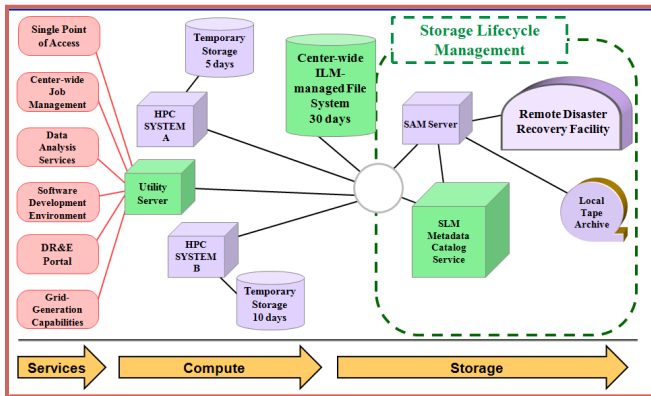 Single Point
of Access
Center-wide
Job
Management
Data
Analysis
Services
Software
Development
Environment
DR&E
Portal
Grid-
Generation
Capabilities
Utility
Server
Temporary
Storage
5 days
HPC
SYSTEM
A
HPC
SYSTEM
B
Temporary
Storage
10 days
Center-wide
ILM-
managed File
System
30 days
Storage Lifecycle
Management
SAM Server
Remote Disaster
Recovery Facility
SLM
Metadata
Catalog
Service
Local
Tape
Archive
Services
Compute
Storage